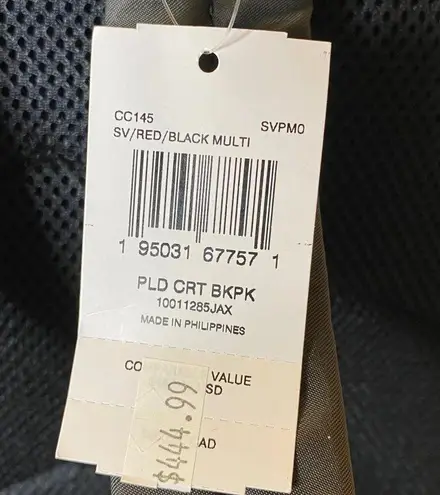 CC145 SVPM0
SV/RED/BLACK MULTI
1 95031 67757 1
PLD CRT BKPK
10011285JAX
MADE IN PHILIPPINES
CO VALUE
SD
$444.99
AD